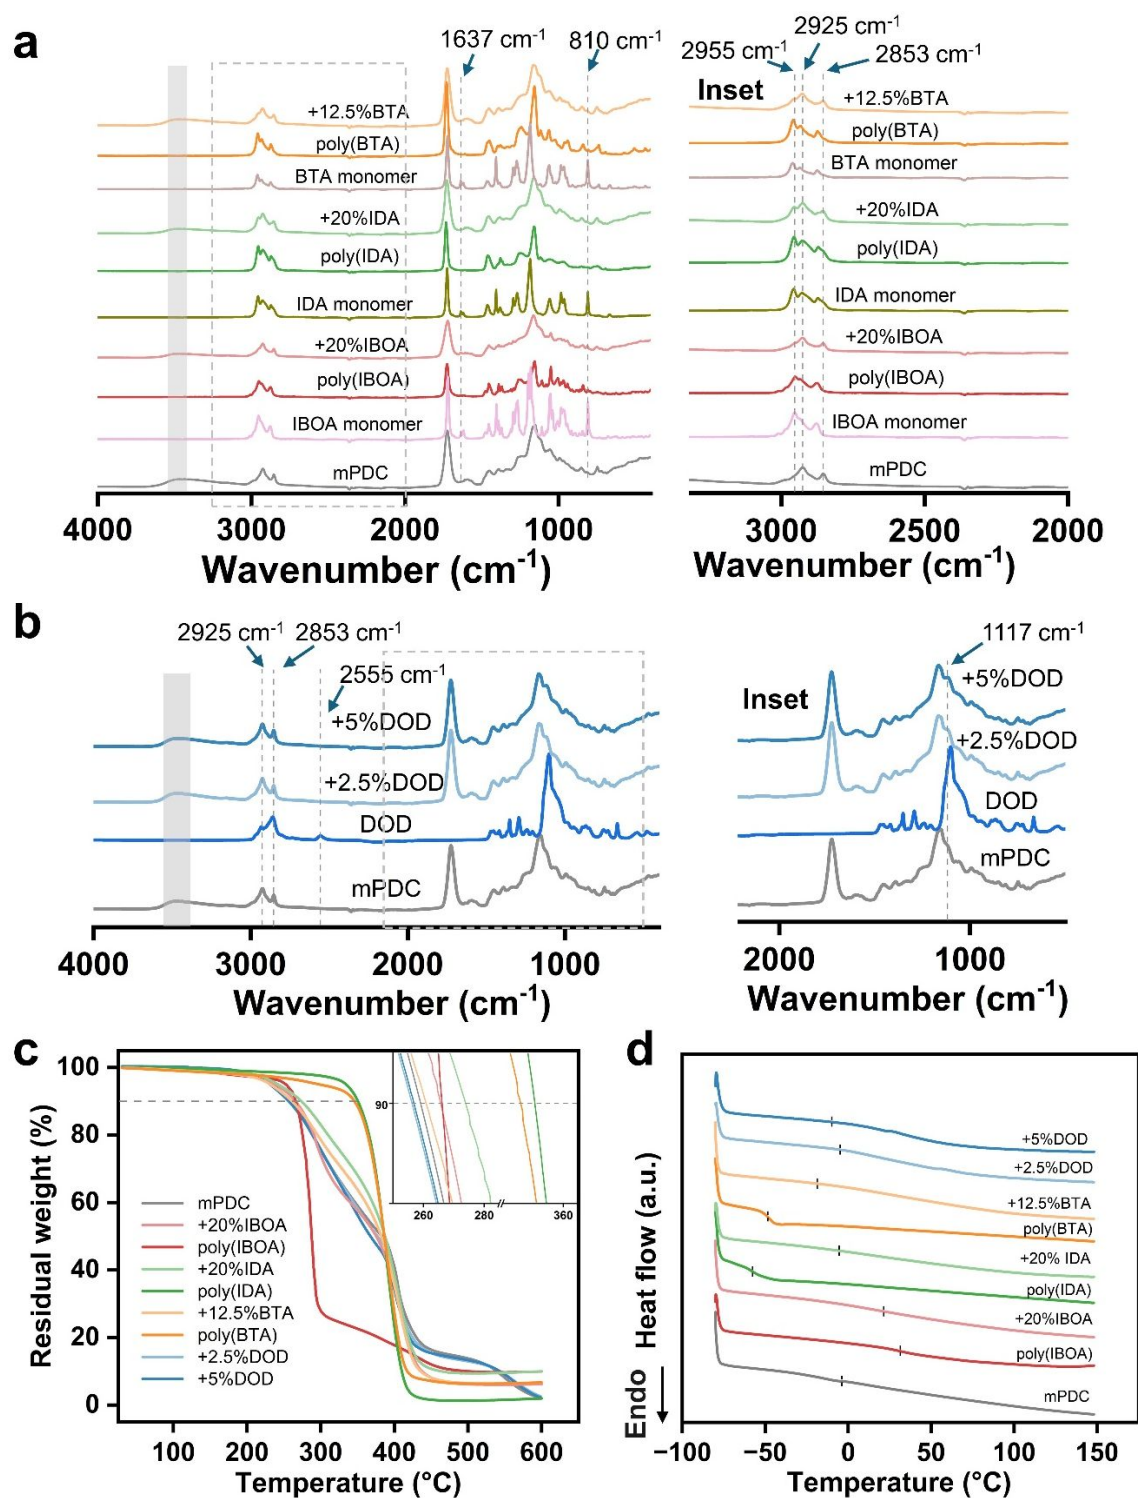 a
1637 cm-1
810 cm-1
2955 cm-1
2925 cm-1
2853 cm-1
Inset
+12.5%BTA
poly(BTA)
BTA monomer
+20%IDA
poly(IDA)
IDA monomer
+20%IBOA
poly(IBOA)
IBOA monomer
mPDC
4000
3000
2000
1000
Wavenumber (cm-1)
+12.5%BTA
poly(BTA)
BTA monomer
+20%IDA
poly(IDA)
IDA monomer
+20%IBOA
poly(IBOA)
IBOA monomer
mPDC
3000
2500
2000
Wavenumber (cm-1)
b
2925 cm-1
2853 cm-1
2555 cm-1
+5%DOD
+2.5%DOD
DOD
mPDC
4000
3000
2000
1000
Wavenumber (cm-1)
1117 cm-1
Inset
+5%DOD
+2.5%DOD
DOD
mPDC
2000
1000
Wavenumber (cm-1)
c
Residual weight (%)
100
80
60
40
20
0
90
260
280
360
mPDC
+20%IBOA
poly(IBOA)
+20%IDA
poly(IDA)
+12.5%BTA
poly(BTA)
+2.5%DOD
+5%DOD
100
200
300
400
500
600
Temperature (°C)
d
Endo
Heat flow (a.u.)
+5%DOD
+2.5%DOD
+12.5%BTA
poly(BTA)
+20% IDA
poly(IDA)
+20%IBOA
poly(IBOA)
mPDC
−100
−50
0
50
100
150
Temperature (°C)